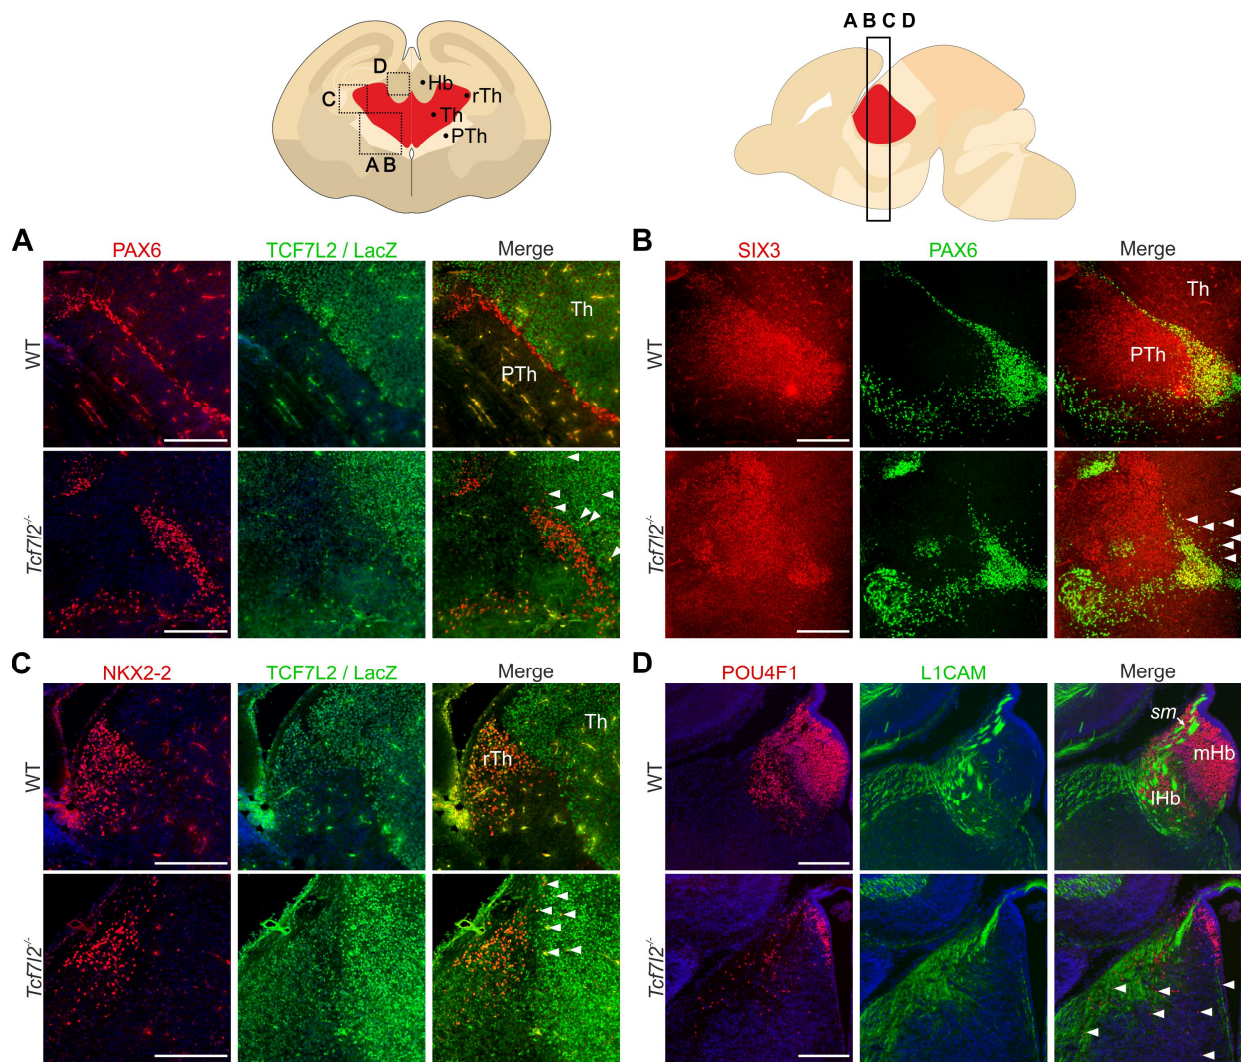 A B C D
D
Hb
C
rTh
Th
PTh
A B
A
PAX6 TCF7L2 / LacZ Merge
WT
Th
PTh
Tcf7l2-/-
B
SIX3 PAX6 Merge
WT
Th
PTh
Tcf7l2-/-
C
NKX2-2 TCF7L2 / LacZ Merge
WT
Th
rTh
Tcf7l2-/-
D
POU4F1 L1CAM Merge
WT
sm
mHb
lHb
Tcf7l2-/-